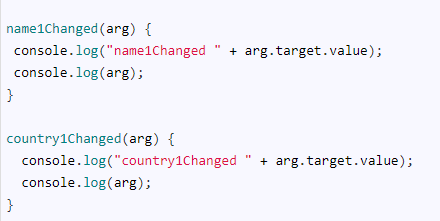 name1Changed(arg) {
 console.log("name1Changed " + arg.target.value);
 console.log(arg);
}

country1Changed(arg) {
  console.log("country1Changed " + arg.target.value);
  console.log(arg);
}